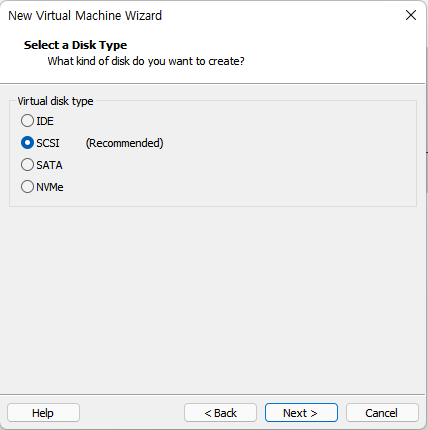 New Virtual Machine Wizard
Select a Disk Type
What kind of disk do you want to create?
Virtual disk type
IDE
SCSI (Recommended)
SATA
NVMe
Help < Back Next > Cancel